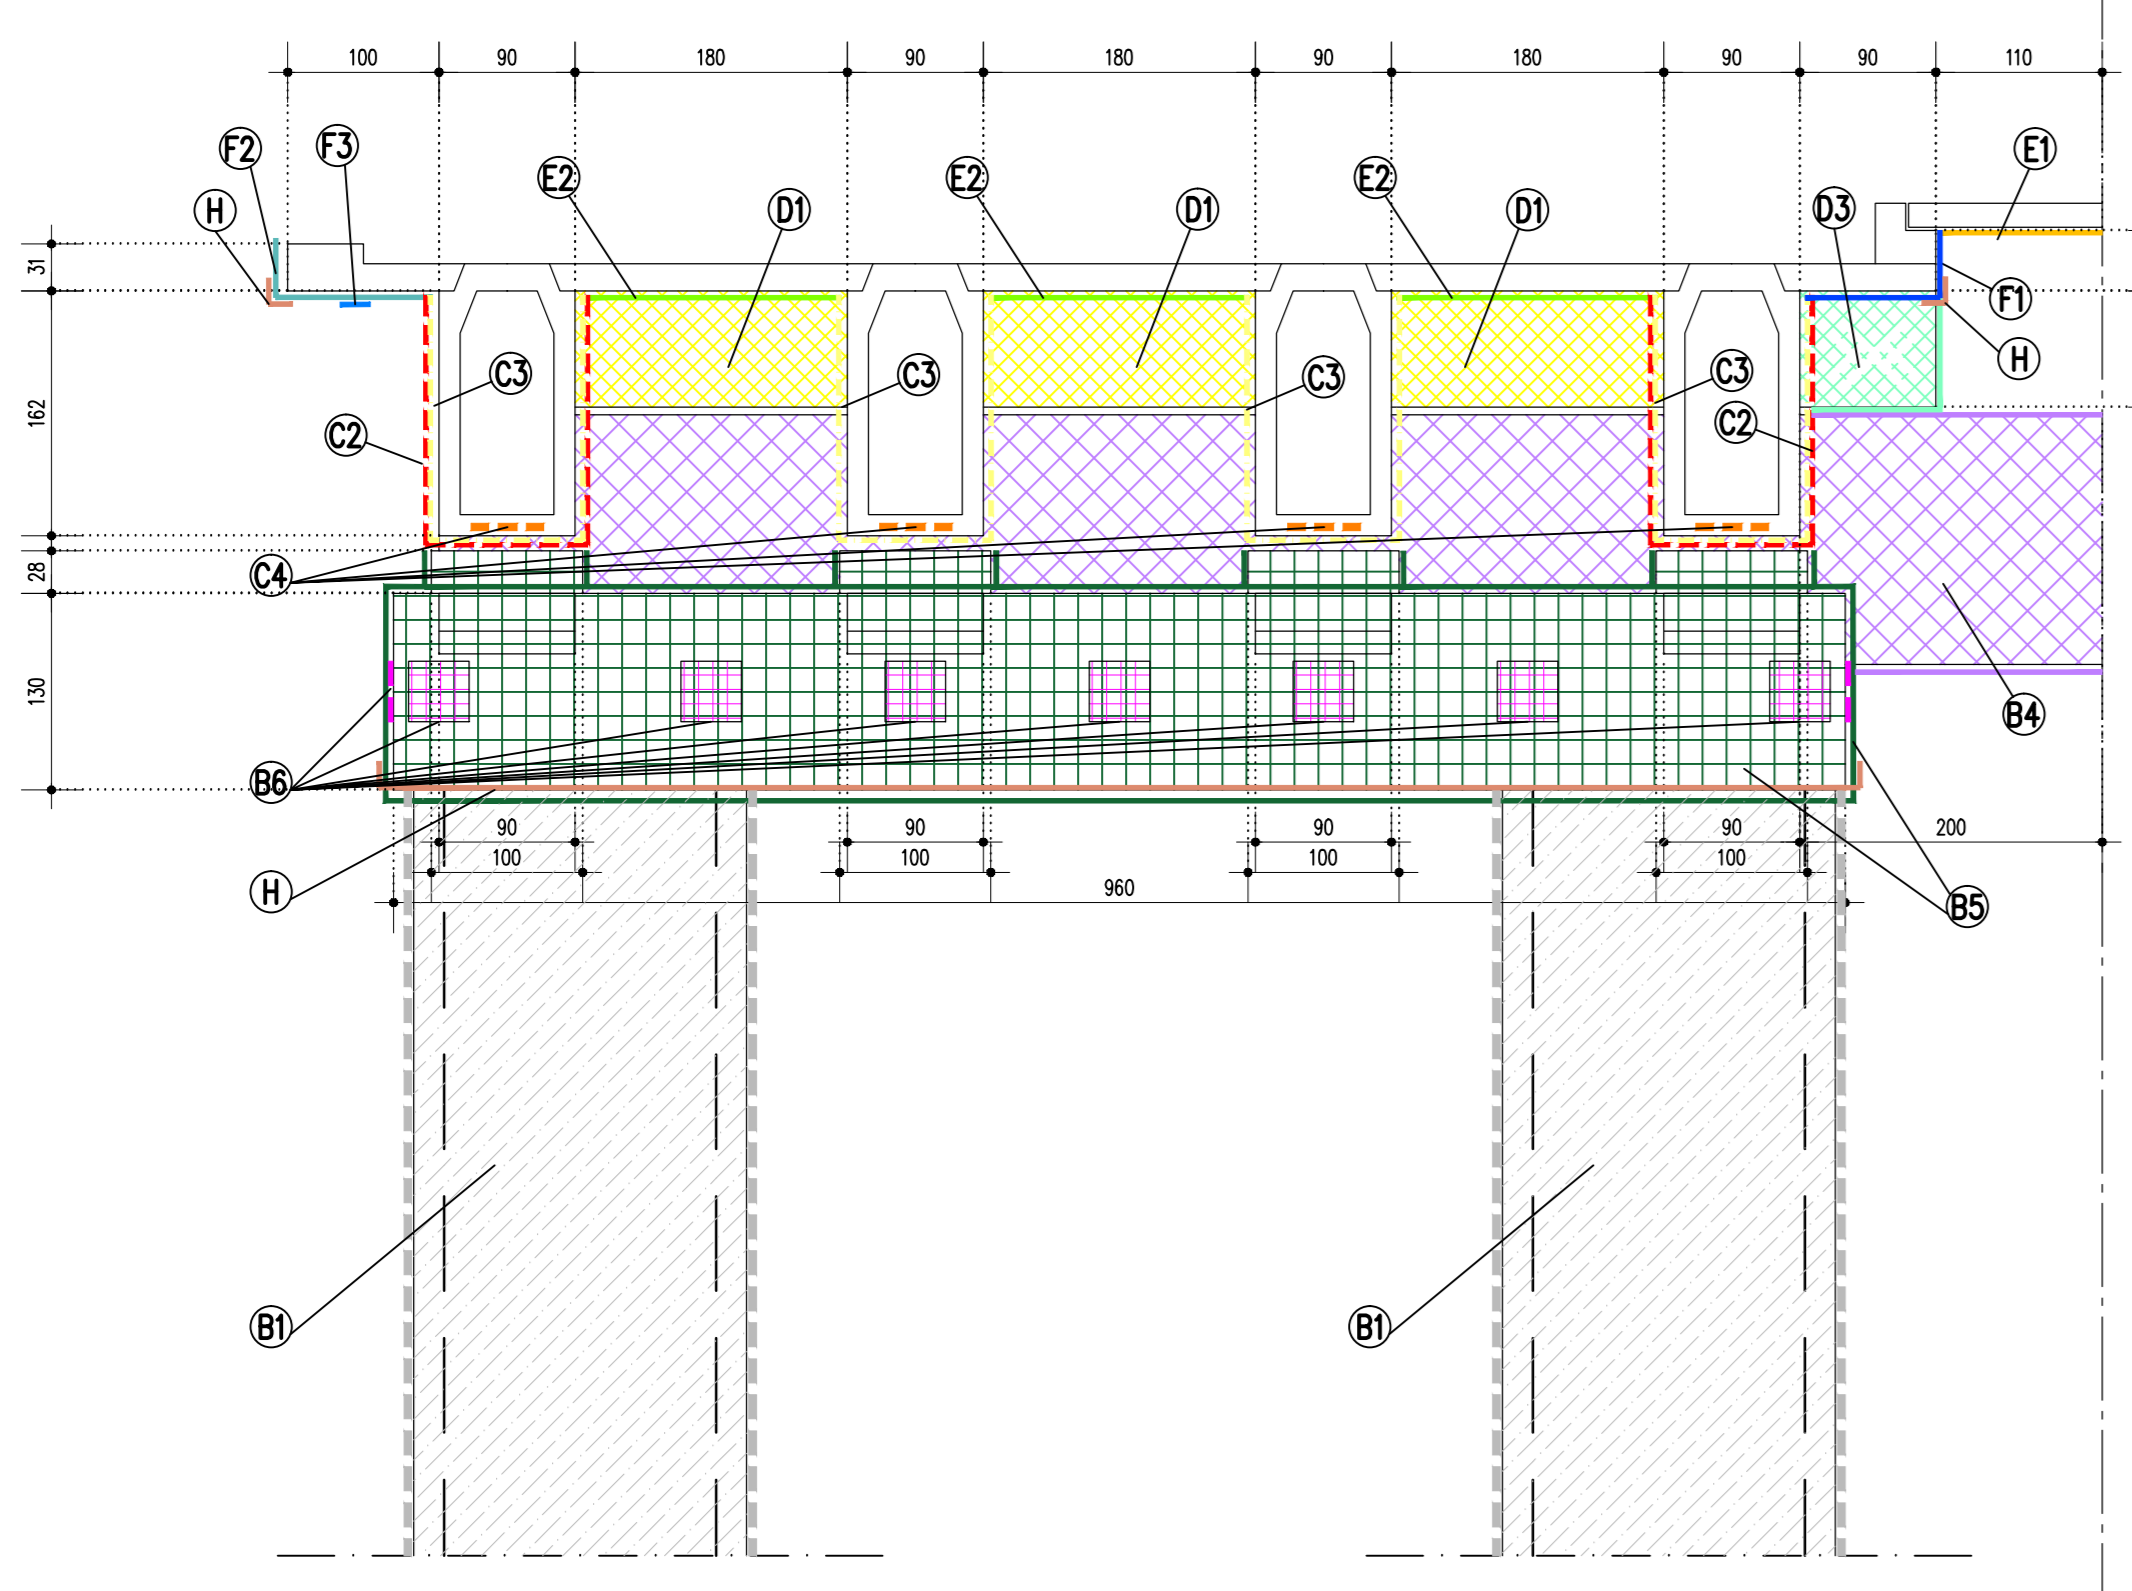 100 90 180 90 180 90 180 90 90 110
F2 F3 E2 E2 E2 E1
H D1 D1 D1 D3
31
F1
H
162
C3 C3 C3 C3
C2 C2
28
C4
130
B4
B6
90 90 90 90 200
100 100 100 100
H 960 B5
B1 B1